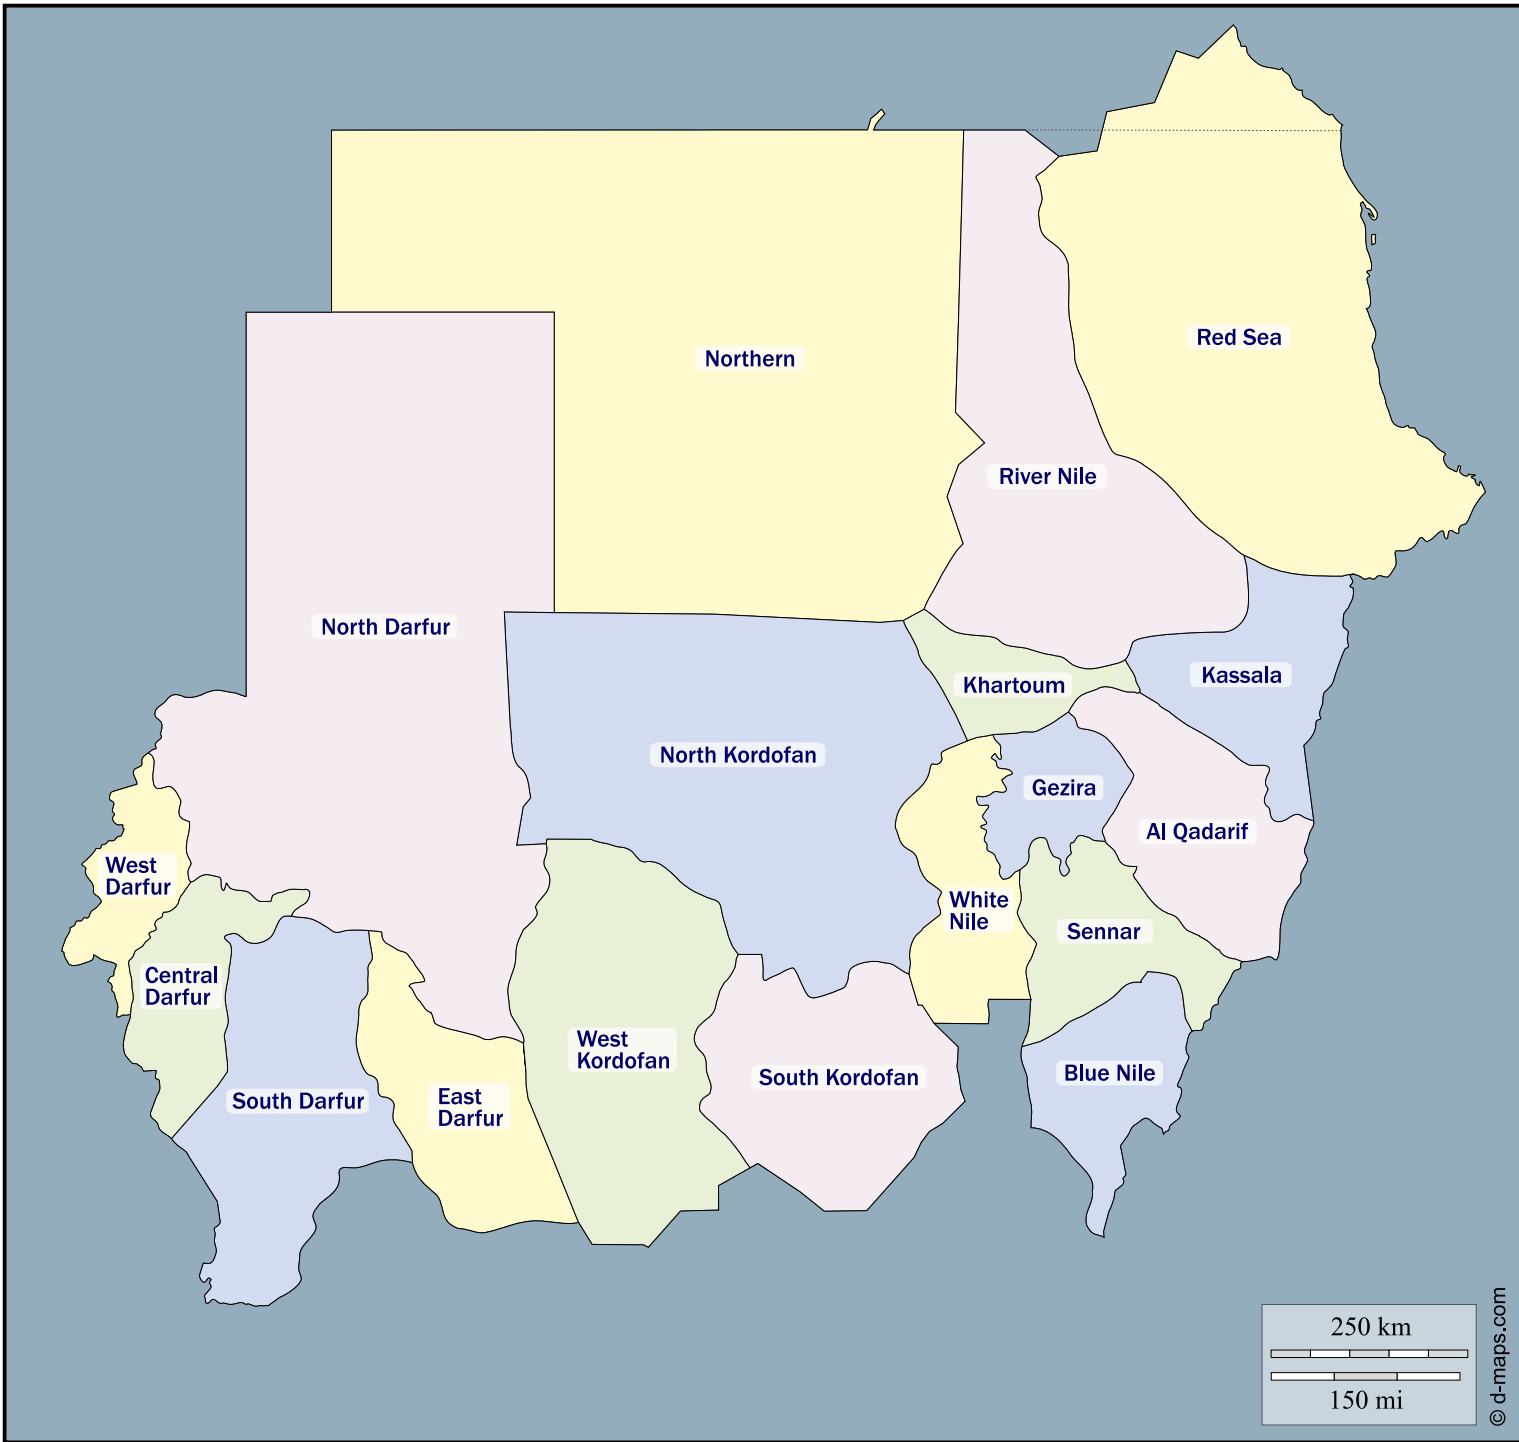 Red Sea
Northern
River Nile
North Darfur
Kassala
Khartoum
North Kordofan
Gezira
Al Qadarif
West
Darfur
White
Nile
Sennar
Central
Darfur
West
Kordofan
Blue Nile
South Kordofan
South Darfur
East
Darfur
250 km
150 mi
© d-maps.com